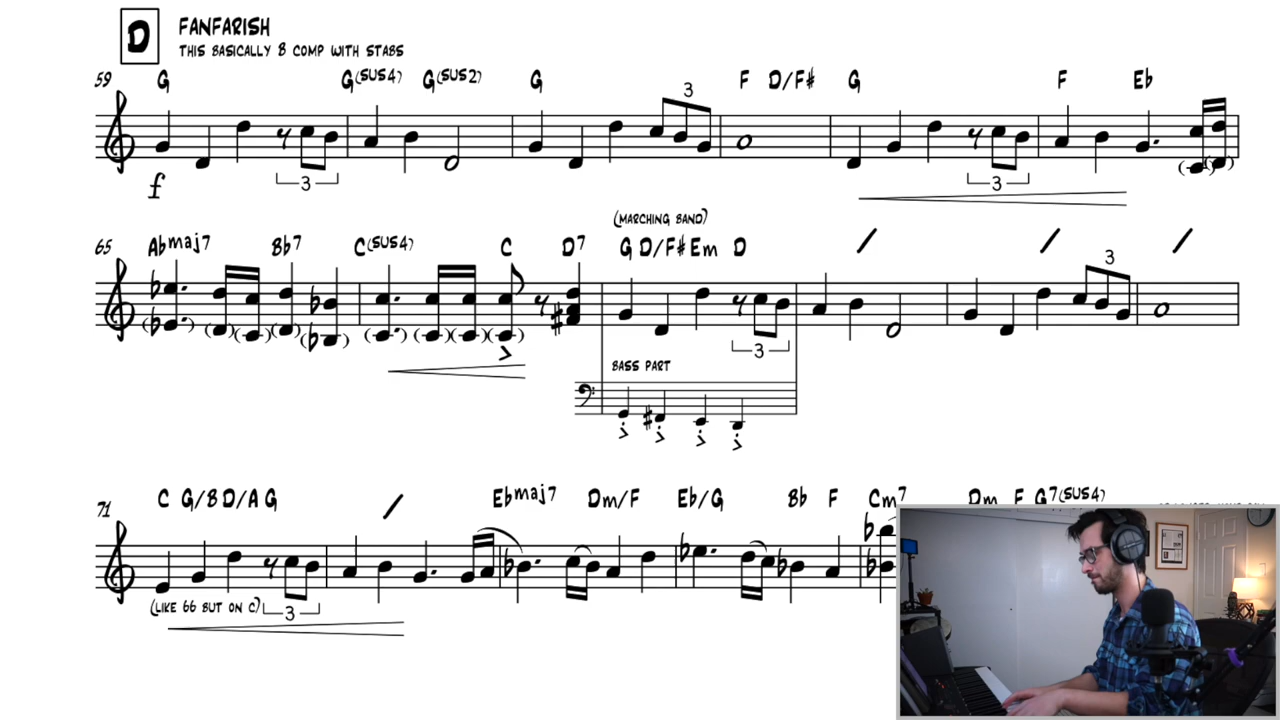 D FANFARISH
THIS BASICALLY B COMP WITH STABS
59 G G(SUS4) G(SUS2) G F D/F# G F Eb
3
3 3
f
(MARCHING BAND)
65 Abmaj7 Bb7 C(SUS4) C D7 G D/F# Em D
3
3
BASS PART
71 C G/B D/A G Ebmaj7 Dm/F Eb/G Bb F Cm7 Dm F G7(SUS4)
(LIKE 66 BUT ON C) 3